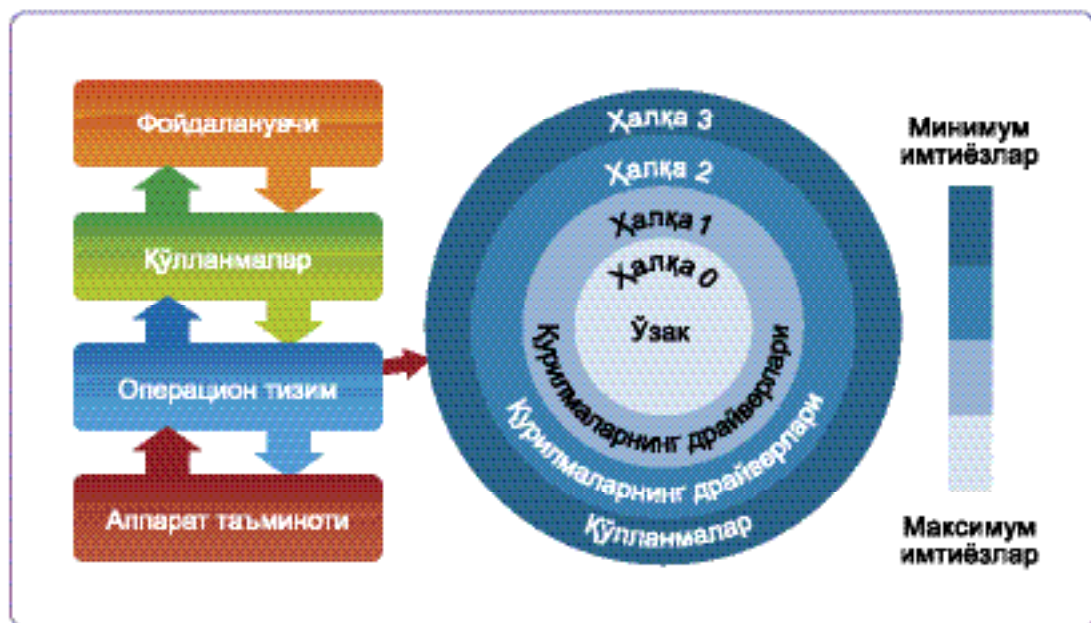 Фойдаланувчи
Қўлланмалар
Операцион тизим
Аппарат таъминоти
Ҳалқа 3
Ҳалқа 2
Ҳалқа 1
Ҳалқа 0
Ўзак
Қурилмаларнинг драйверлари
Қурилмаларнинг драйверлари
Қўлланмалар
Минимум
имтиёзлар
Максимум
имтиёзлар